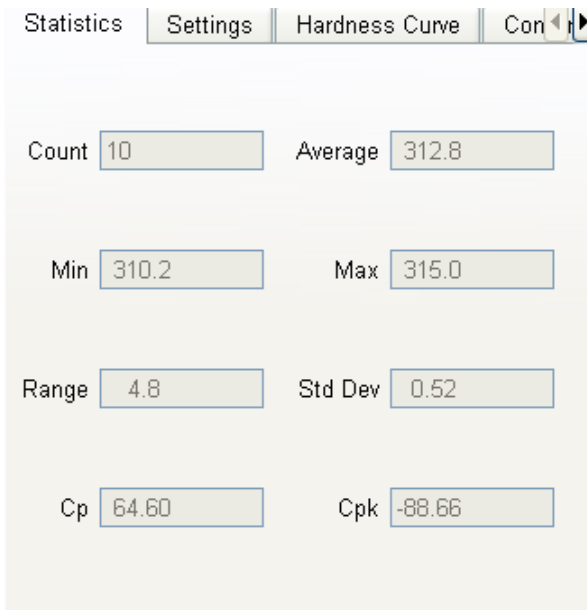 Statistics Settings Hardness Curve
Count 10 Average 312.8
Min 310.2 Max 315.0
Range 4.8 Std Dev 0.52
Cp 64.60 Cpk -88.66